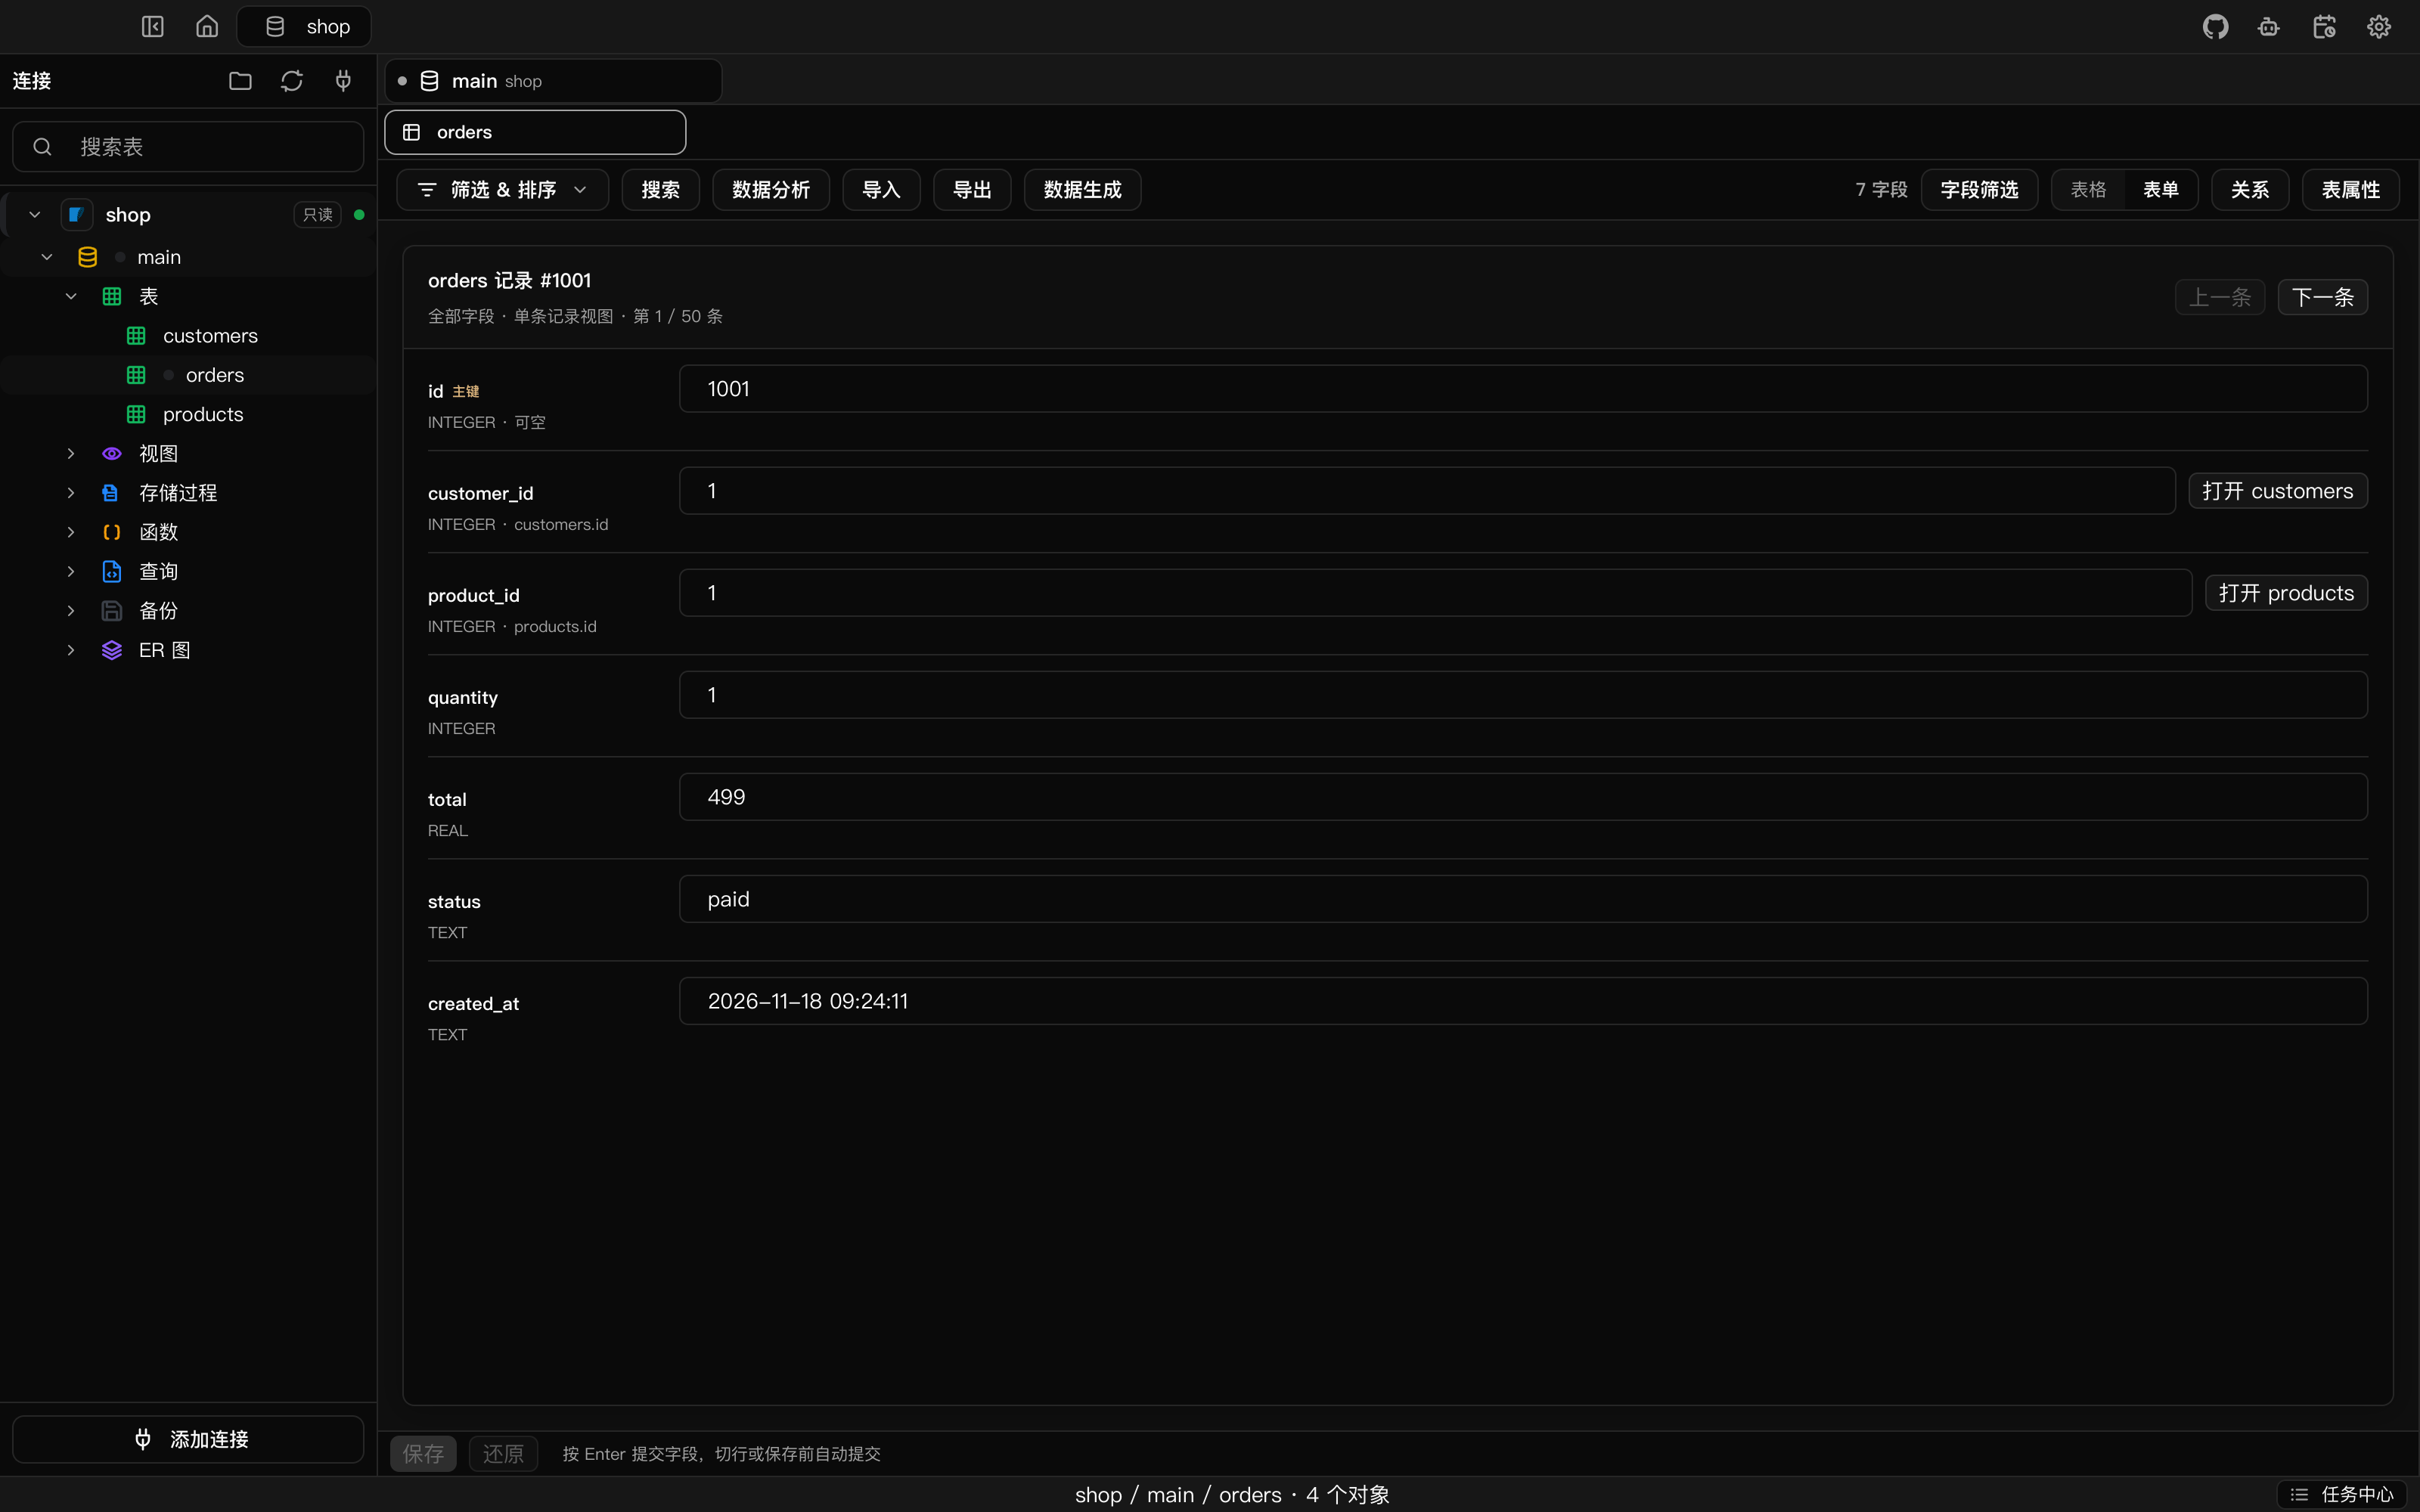 shop
连接
main shop
搜索表
orders
筛选 & 排序 搜索 数据分析 导入 导出 数据生成 7 字段 字段筛选 表格 表单 关系 表属性
shop 只读
main
表
customers
orders
products
视图
存储过程
函数
查询
备份
ER 图
添加连接
orders 记录 #1001
全部字段 · 单条记录视图 · 第 1 / 50 条
上一条 下一条
id 主键 1001
INTEGER · 可空
customer_id 1 打开 customers
INTEGER · customers.id
product_id 1 打开 products
INTEGER · products.id
quantity 1
INTEGER
total 499
REAL
status paid
TEXT
created_at 2026-11-18 09:24:11
TEXT
保存 还原 按 Enter 提交字段，切行或保存前自动提交
shop / main / orders · 4 个对象
任务中心